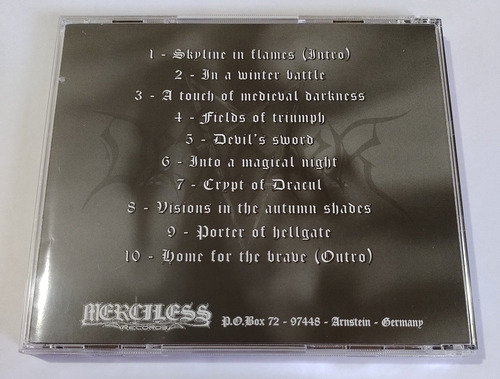 1 - Skyline in flames (Intro)
2 - In a winter battle
3 - A touch of medieval darkness
4 - Fields of triumph
5 - Devil's sword
6 - Into a magical night
7 - Crypt of Dracul
8 - Visions in the autumn shades
9 - Porter of hellgate
10 - Home for the brave (Outro)
MERCILESS
RECORDS
P.O.Box 72 - 97448 - Arnstein - Germany